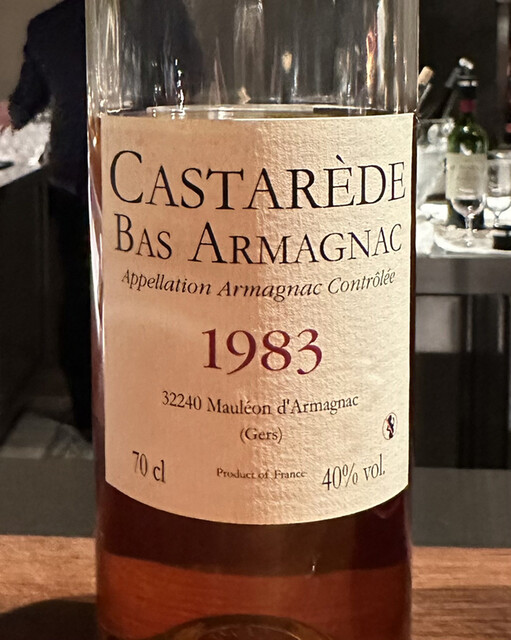 CASTARÈDE
BAS ARMAGNAC
Appellation Armagnac Contrôlée
1983
32240 Mauléon d'Armagnac
(Gers)
70 cl
Product of France
40% vol.